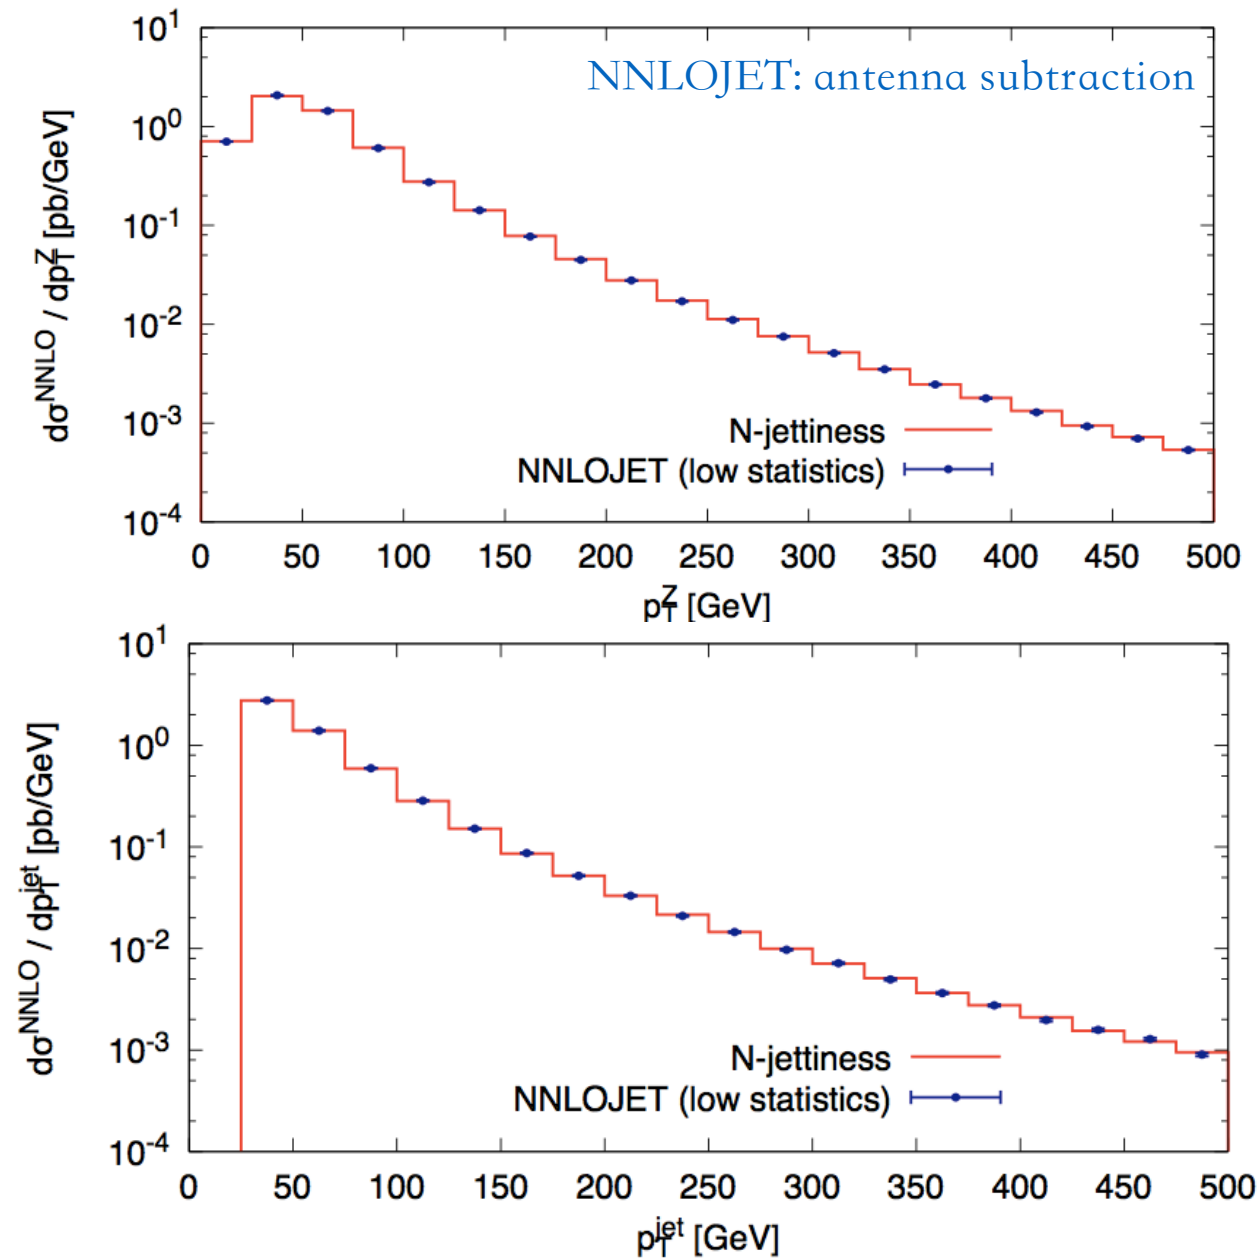 NNLOJET: antenna subtraction
10^1
10^0
10^-1
10^-2
10^-3
10^-4
dσ^NNLO / dp_T^Z [pb/GeV]
N-jettiness
NNLOJET (low statistics)
0 50 100 150 200 250 300 350 400 450 500
p_T^Z [GeV]
10^1
10^0
10^-1
10^-2
10^-3
10^-4
dσ^NNLO / dp_T^jet [pb/GeV]
N-jettiness
NNLOJET (low statistics)
0 50 100 150 200 250 300 350 400 450 500
p_T^jet [GeV]